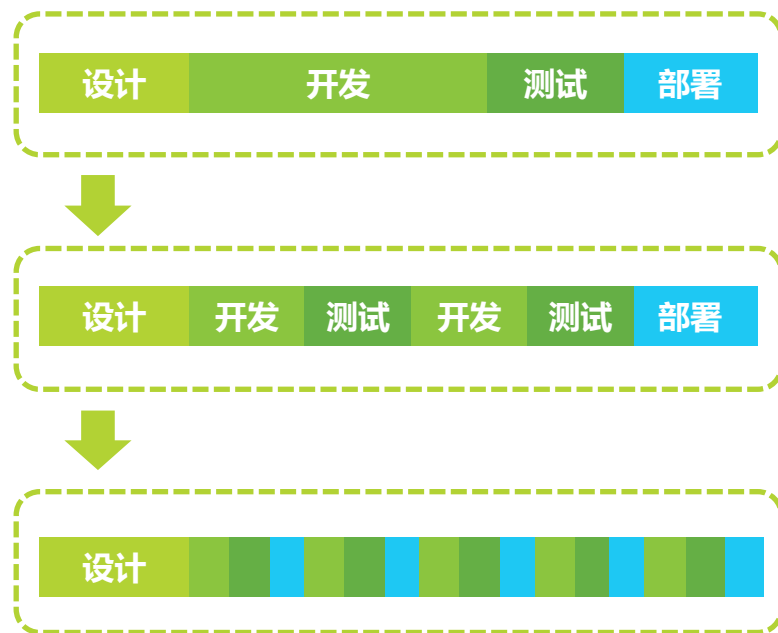 设计 开发 测试 部署
设计 开发 测试 开发 测试 部署
设计